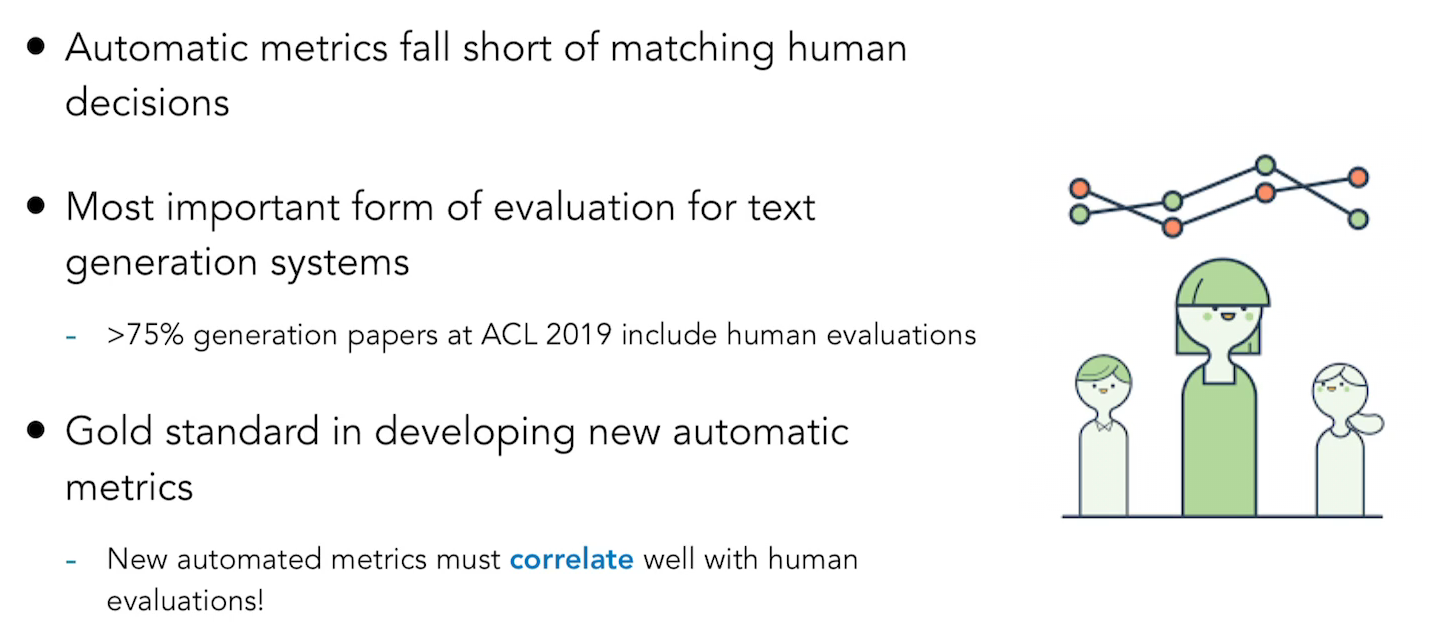 ● Automatic metrics fall short of matching human
decisions
● Most important form of evaluation for text
generation systems
- >75% generation papers at ACL 2019 include human evaluations
● Gold standard in developing new automatic
metrics
- New automated metrics must correlate well with human
evaluations!